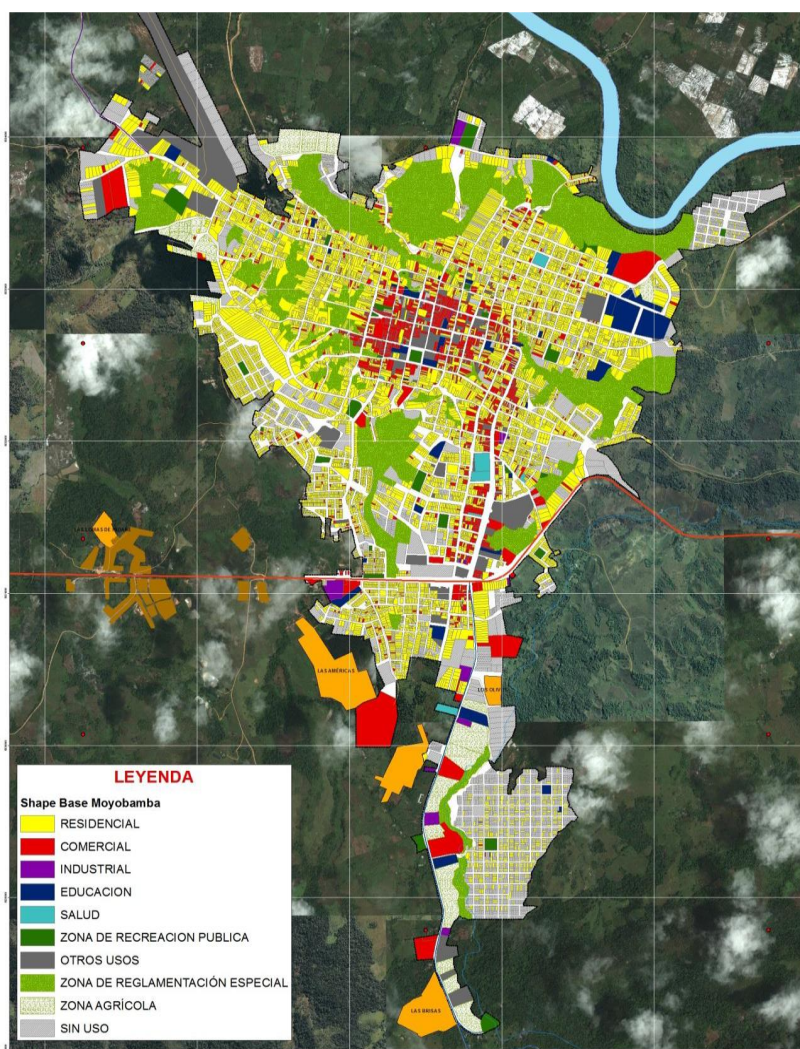 LAS AMÉRICAS
LAS BRISAS
LEYENDA
Shape Base Moyobamba
RESIDENCIAL
COMERCIAL
INDUSTRIAL
EDUCACION
SALUD
ZONA DE RECREACION PUBLICA
OTROS USOS
ZONA DE REGLAMENTACIÓN ESPECIAL
ZONA AGRÍCOLA
SIN USO